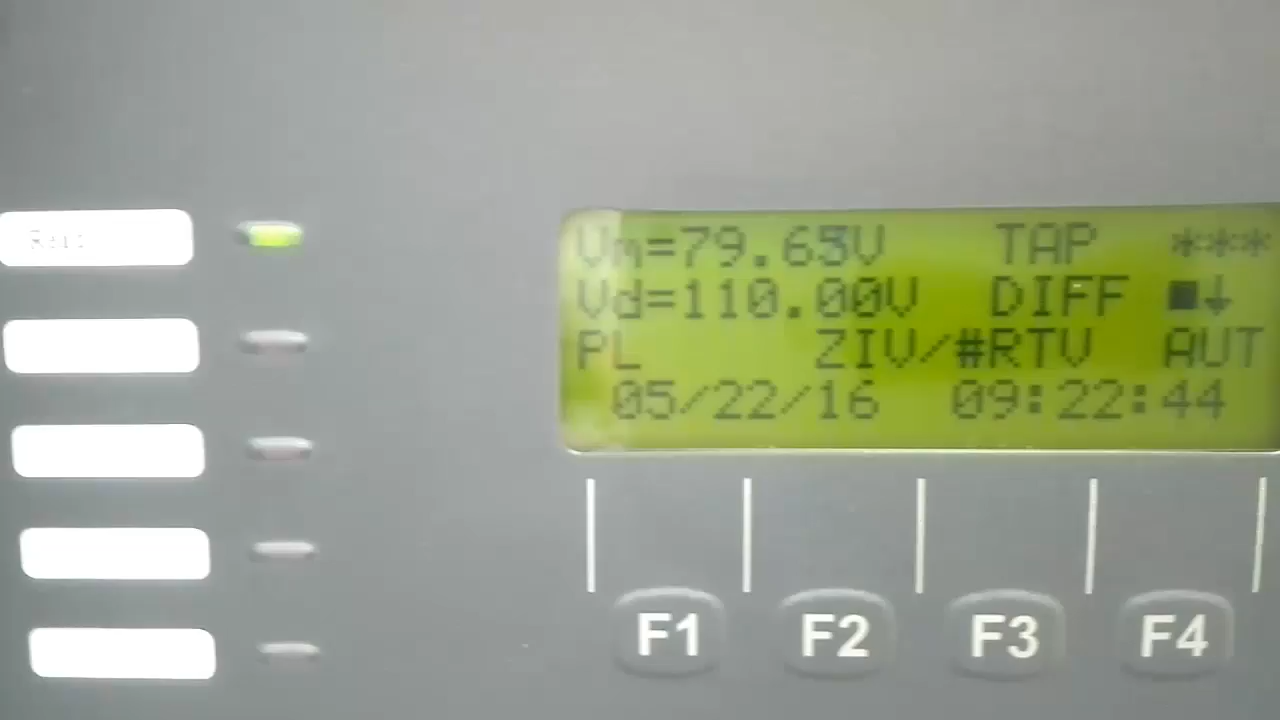 Vm=79.63V TAP ***
Vd=110.00V DIFF ■↓
PL ZIV/#RTV AUT
05/22/16 09:22:44
F1 F2 F3 F4